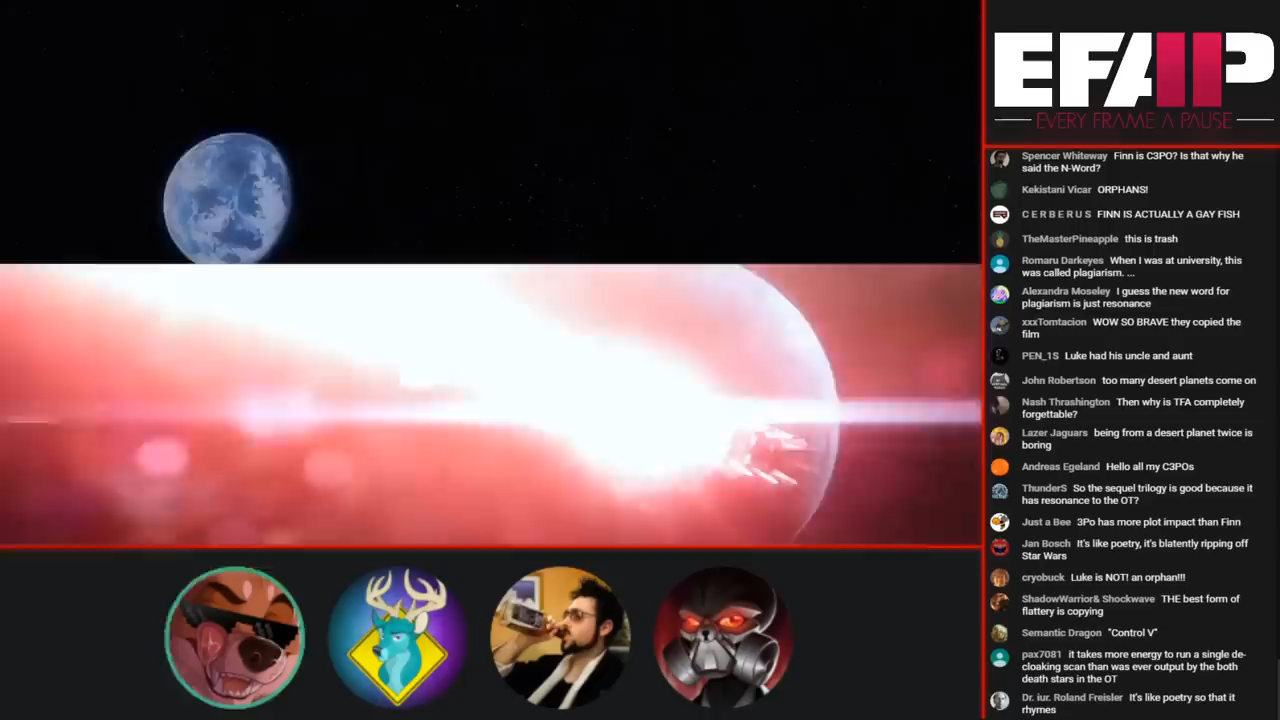 EFAP
EVERY FRAME A PAUSE
Spencer Whiteway Finn is C3PO? Is that why he
said the N-Word?
Kekistani Vicar ORPHANS!
C E R B E R U S FINN IS ACTUALLY A GAY FISH
TheMasterPineapple this is trash
Romaru Darkeyes When I was at university, this
was called plagiarism. ...
Alexandra Moseley I guess the new word for
plagiarism is just resonance
xxxTomtacion WOW SO BRAVE they copied the
film
PEN_1S Luke had his uncle and aunt
John Robertson too many desert planets come on
Nash Thrashington Then why is TFA completely
forgettable?
Lazer Jaguars being from a desert planet twice is
boring
Andreas Egeland Hello all my C3POs
ThunderS So the sequel trilogy is good because it
has resonance to the OT?
Just a Bee 3Po has more plot impact than Finn
Jan Bosch It's like poetry, it's blatently ripping off
Star Wars
cryobuck Luke is NOT! an orphan!!!
ShadowWarrior& Shockwave THE best form of
flattery is copying
Semantic Dragon "Control V"
pax7081 it takes more energy to run a single de-
cloaking scan than was ever output by the both
death stars in the OT
Dr. iur. Roland Freisler It's like poetry so that it
rhymes